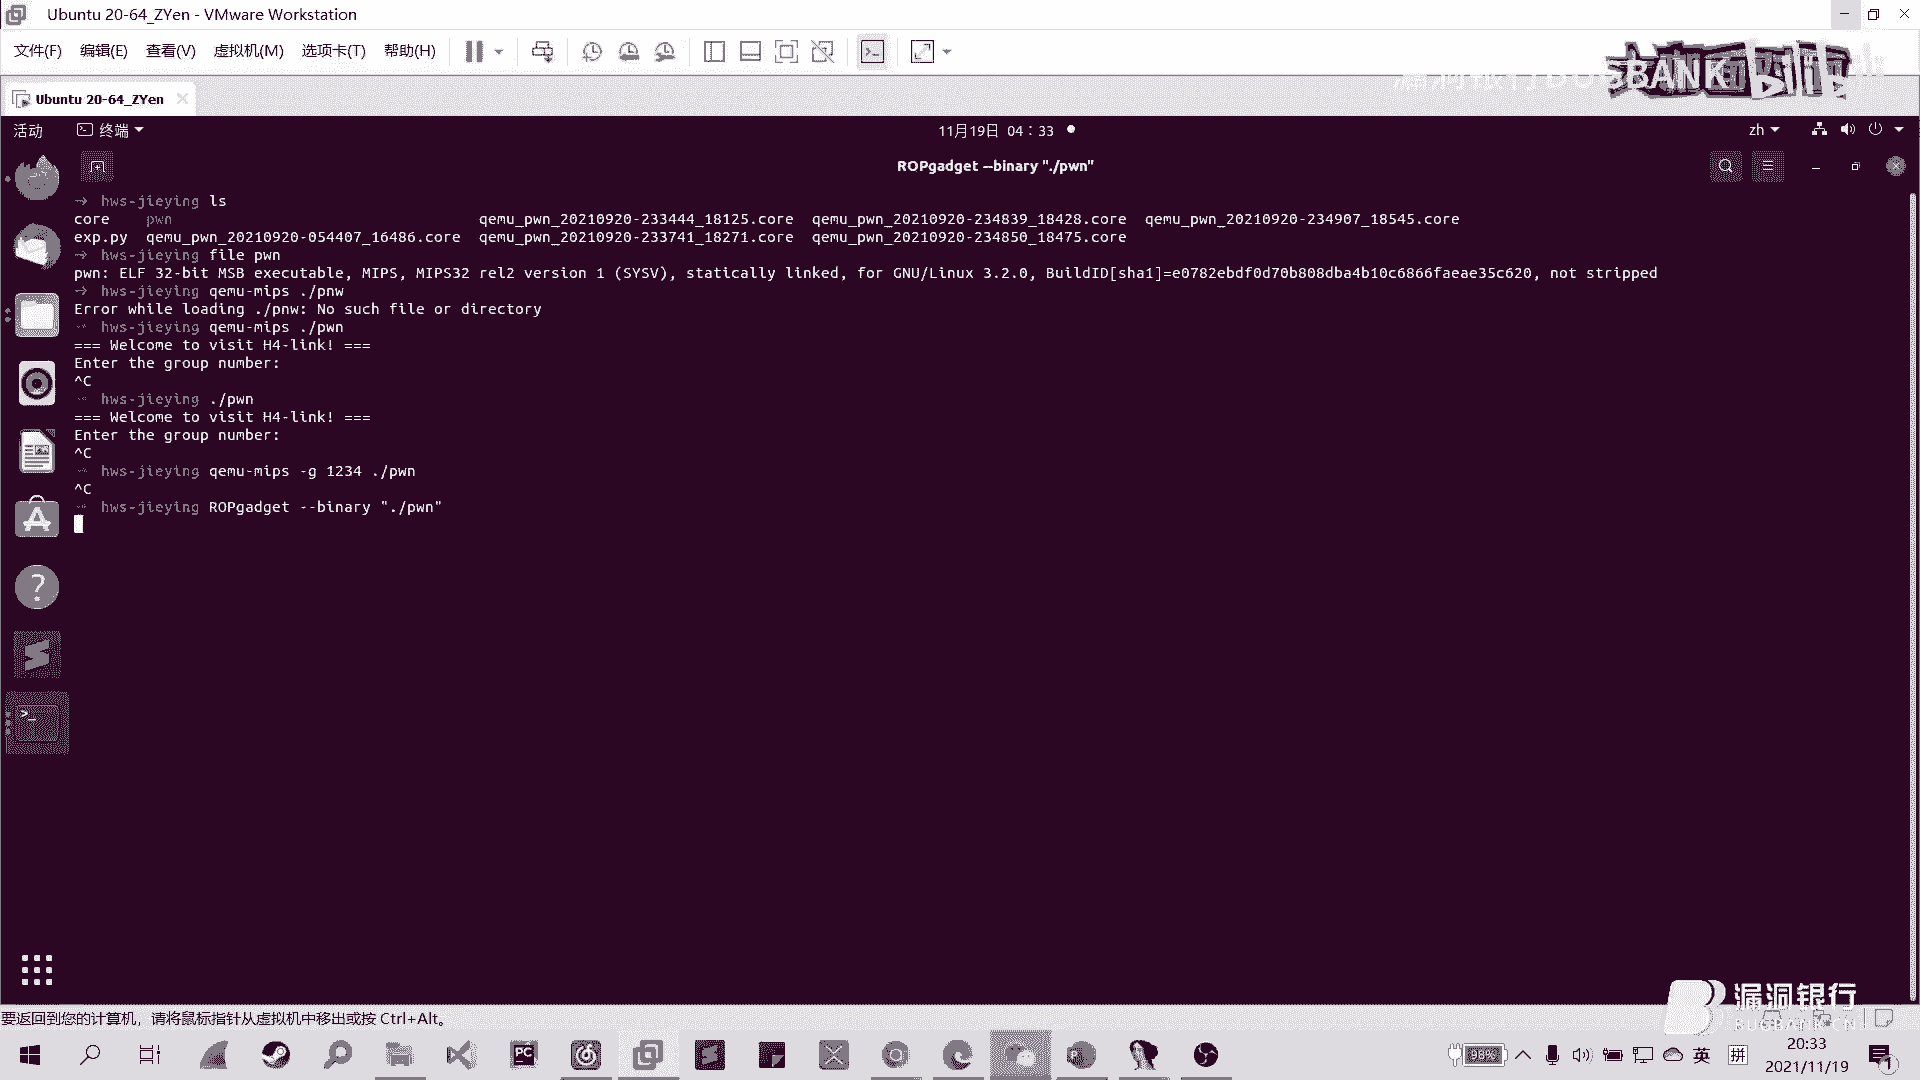 Ubuntu 20-64_ZYen - VMware Workstation
文件(F) 编辑(E) 查看(V) 虚拟机(M) 选项卡(T) 帮助(H)
Ubuntu 20-64_ZYen
活动 终端 11月19日 04：33 zh
ROPgadget --binary "./pwn"
→ hws-jieying ls
core pwn qemu_pwn_20210920-233444_18125.core qemu_pwn_20210920-234839_18428.core qemu_pwn_20210920-234907_18545.core
exp.py qemu_pwn_20210920-054407_16486.core qemu_pwn_20210920-233741_18271.core qemu_pwn_20210920-234850_18475.core
→ hws-jieying file pwn
pwn: ELF 32-bit MSB executable, MIPS, MIPS32 rel2 version 1 (SYSV), statically linked, for GNU/Linux 3.2.0, BuildID[sha1]=e0782ebdf0d70b808dba4b10c6866faeae35c620, not stripped
→ hws-jieying qemu-mips ./pnw
Error while loading ./pnw: No such file or directory
hws-jieying qemu-mips ./pwn
=== Welcome to visit H4-link! ===
Enter the group number:
^C
hws-jieying ./pwn
=== Welcome to visit H4-link! ===
Enter the group number:
^C
hws-jieying qemu-mips -g 1234 ./pwn
^C
hws-jieying ROPgadget --binary "./pwn"
漏洞银行
BUGBANK.CN
要返回到您的计算机，请将鼠标指针从虚拟机中移出或按 Ctrl+Alt。
98% 英 拼
20:33
2021/11/19
1